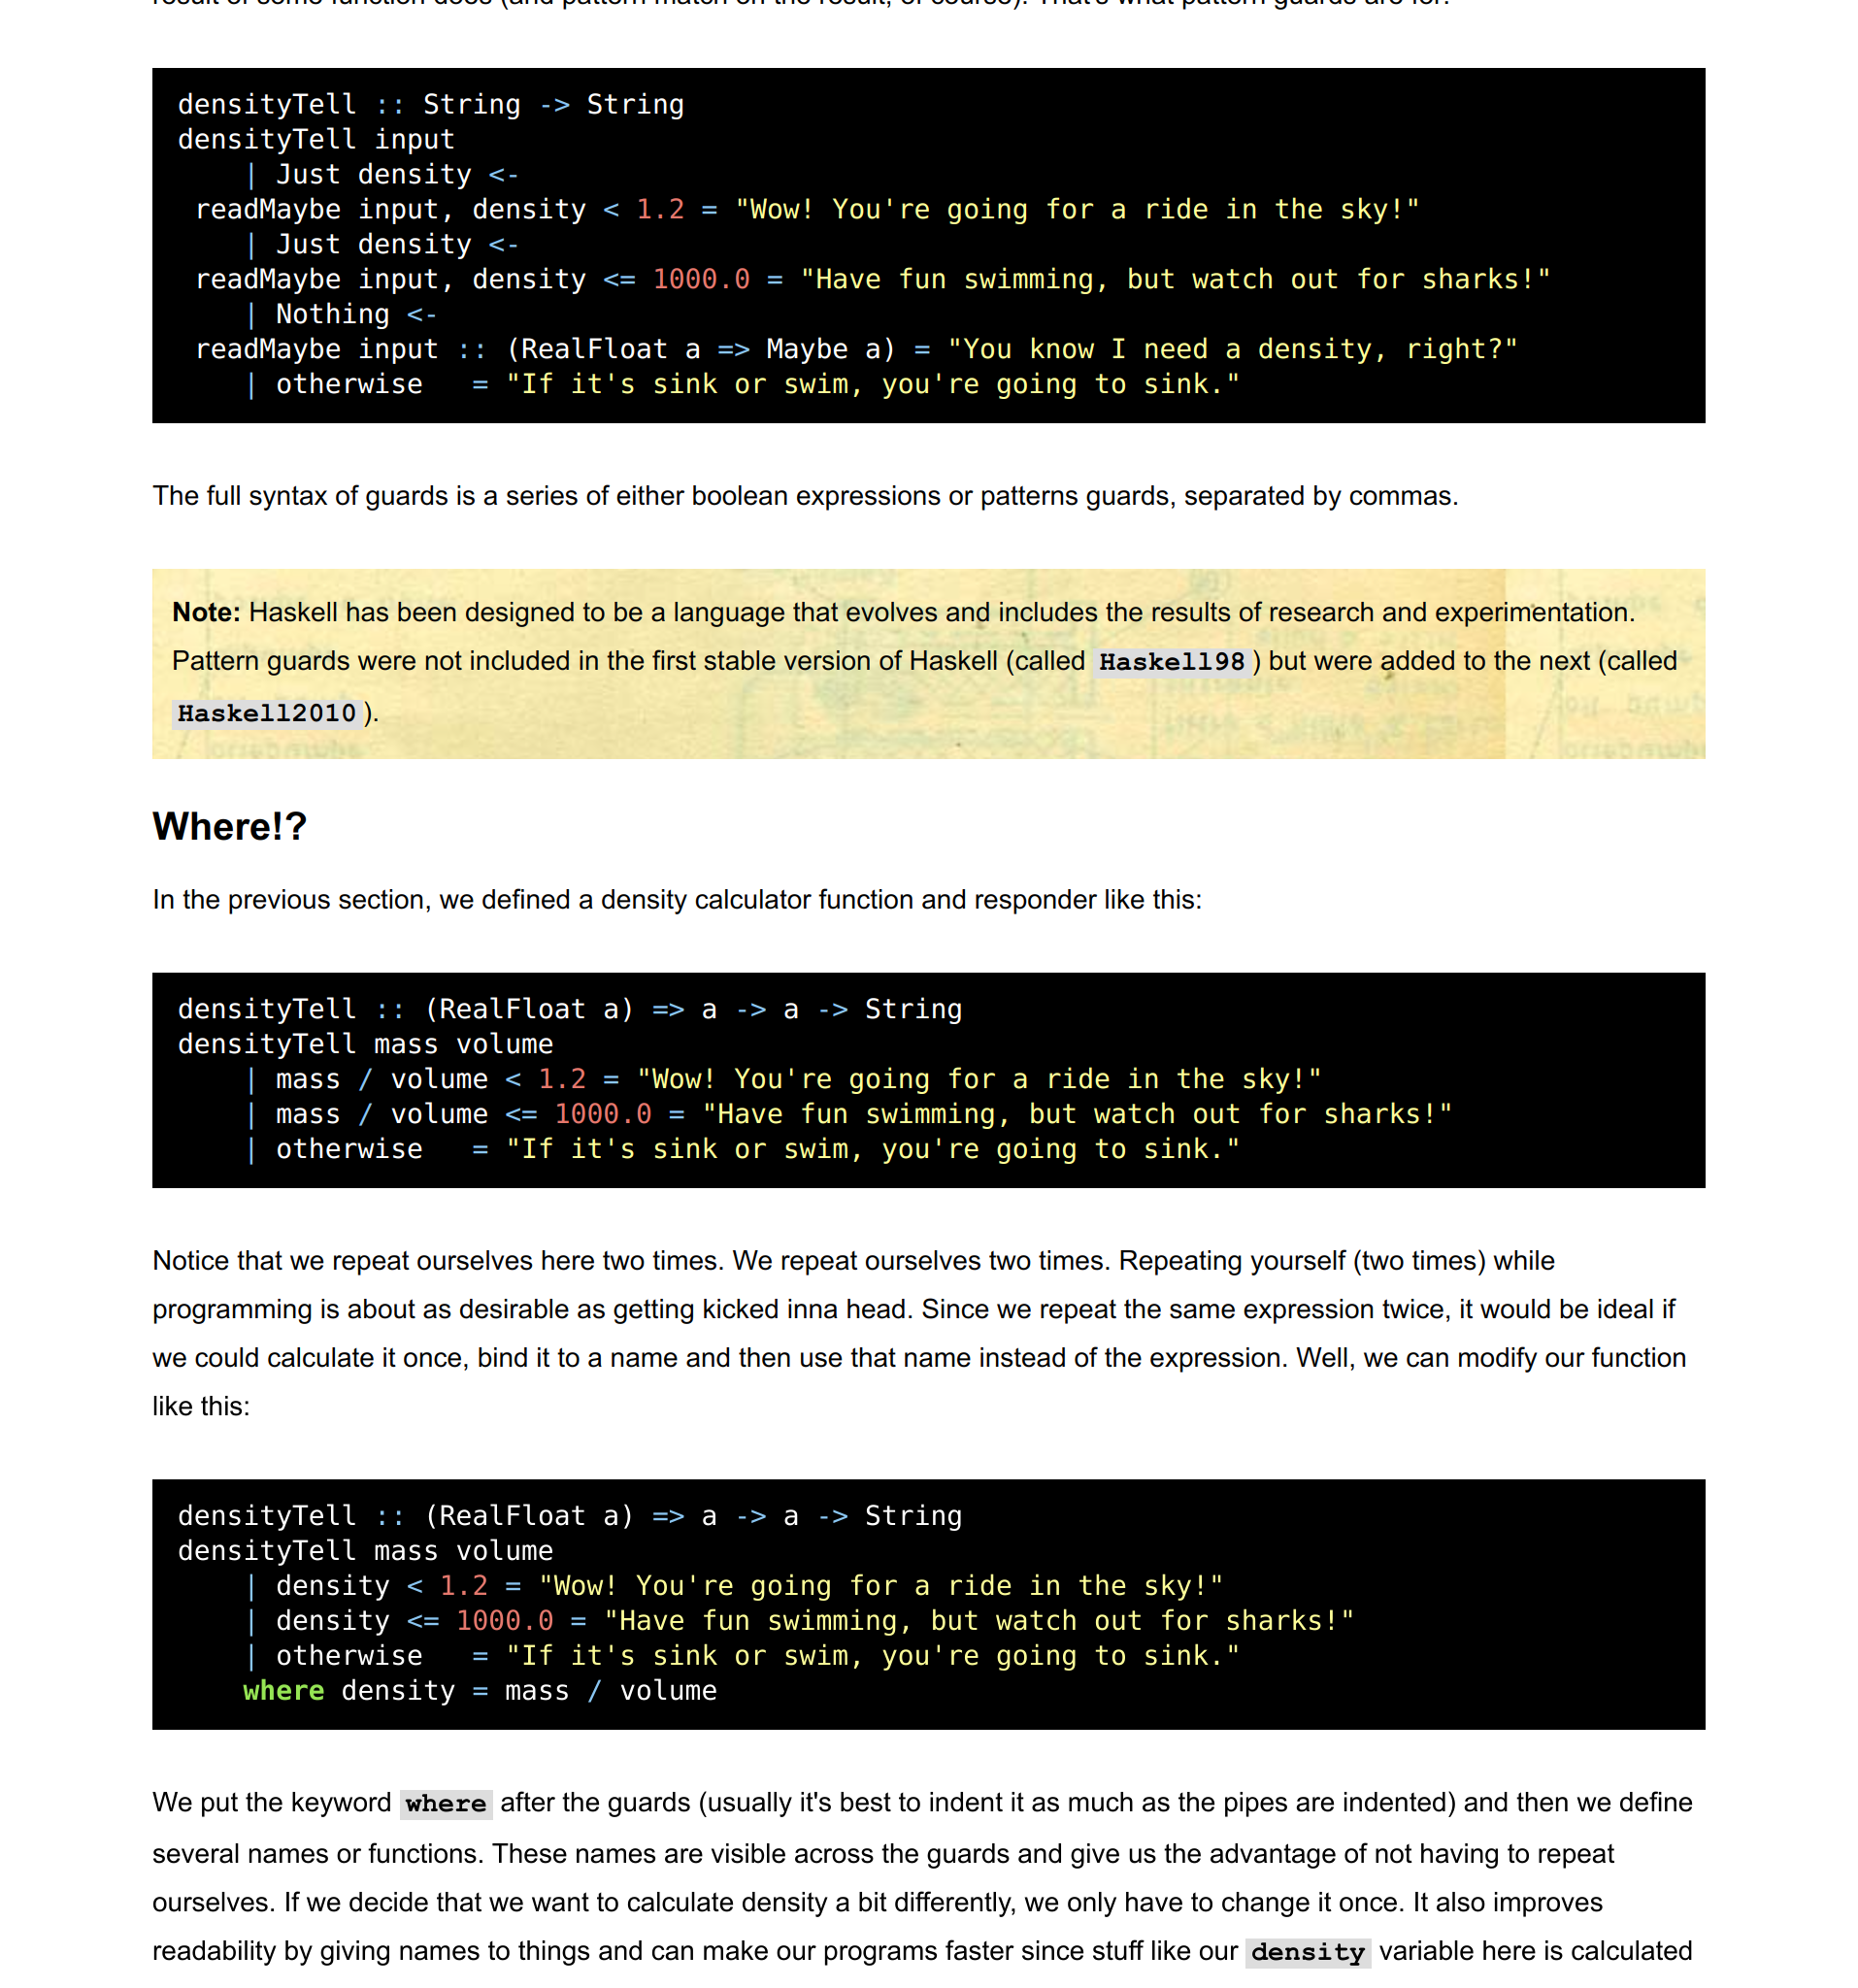 result of some function does (and pattern match on the result, of course). That's what pattern guards are for.
densityTell :: String -> String
densityTell input
    | Just density <-
 readMaybe input, density < 1.2 = "Wow! You're going for a ride in the sky!"
    | Just density <-
 readMaybe input, density <= 1000.0 = "Have fun swimming, but watch out for sharks!"
    | Nothing <-
 readMaybe input :: (RealFloat a => Maybe a) = "You know I need a density, right?"
    | otherwise   = "If it's sink or swim, you're going to sink."
The full syntax of guards is a series of either boolean expressions or patterns guards, separated by commas.
Note: Haskell has been designed to be a language that evolves and includes the results of research and experimentation.
Pattern guards were not included in the first stable version of Haskell (called Haskell98) but were added to the next (called
Haskell2010).
Where!?
In the previous section, we defined a density calculator function and responder like this:
densityTell :: (RealFloat a) => a -> a -> String
densityTell mass volume
    | mass / volume < 1.2 = "Wow! You're going for a ride in the sky!"
    | mass / volume <= 1000.0 = "Have fun swimming, but watch out for sharks!"
    | otherwise   = "If it's sink or swim, you're going to sink."
Notice that we repeat ourselves here two times. We repeat ourselves two times. Repeating yourself (two times) while
programming is about as desirable as getting kicked inna head. Since we repeat the same expression twice, it would be ideal if
we could calculate it once, bind it to a name and then use that name instead of the expression. Well, we can modify our function
like this:
densityTell :: (RealFloat a) => a -> a -> String
densityTell mass volume
    | density < 1.2 = "Wow! You're going for a ride in the sky!"
    | density <= 1000.0 = "Have fun swimming, but watch out for sharks!"
    | otherwise   = "If it's sink or swim, you're going to sink."
    where density = mass / volume
We put the keyword where after the guards (usually it's best to indent it as much as the pipes are indented) and then we define
several names or functions. These names are visible across the guards and give us the advantage of not having to repeat
ourselves. If we decide that we want to calculate density a bit differently, we only have to change it once. It also improves
readability by giving names to things and can make our programs faster since stuff like our density variable here is calculated